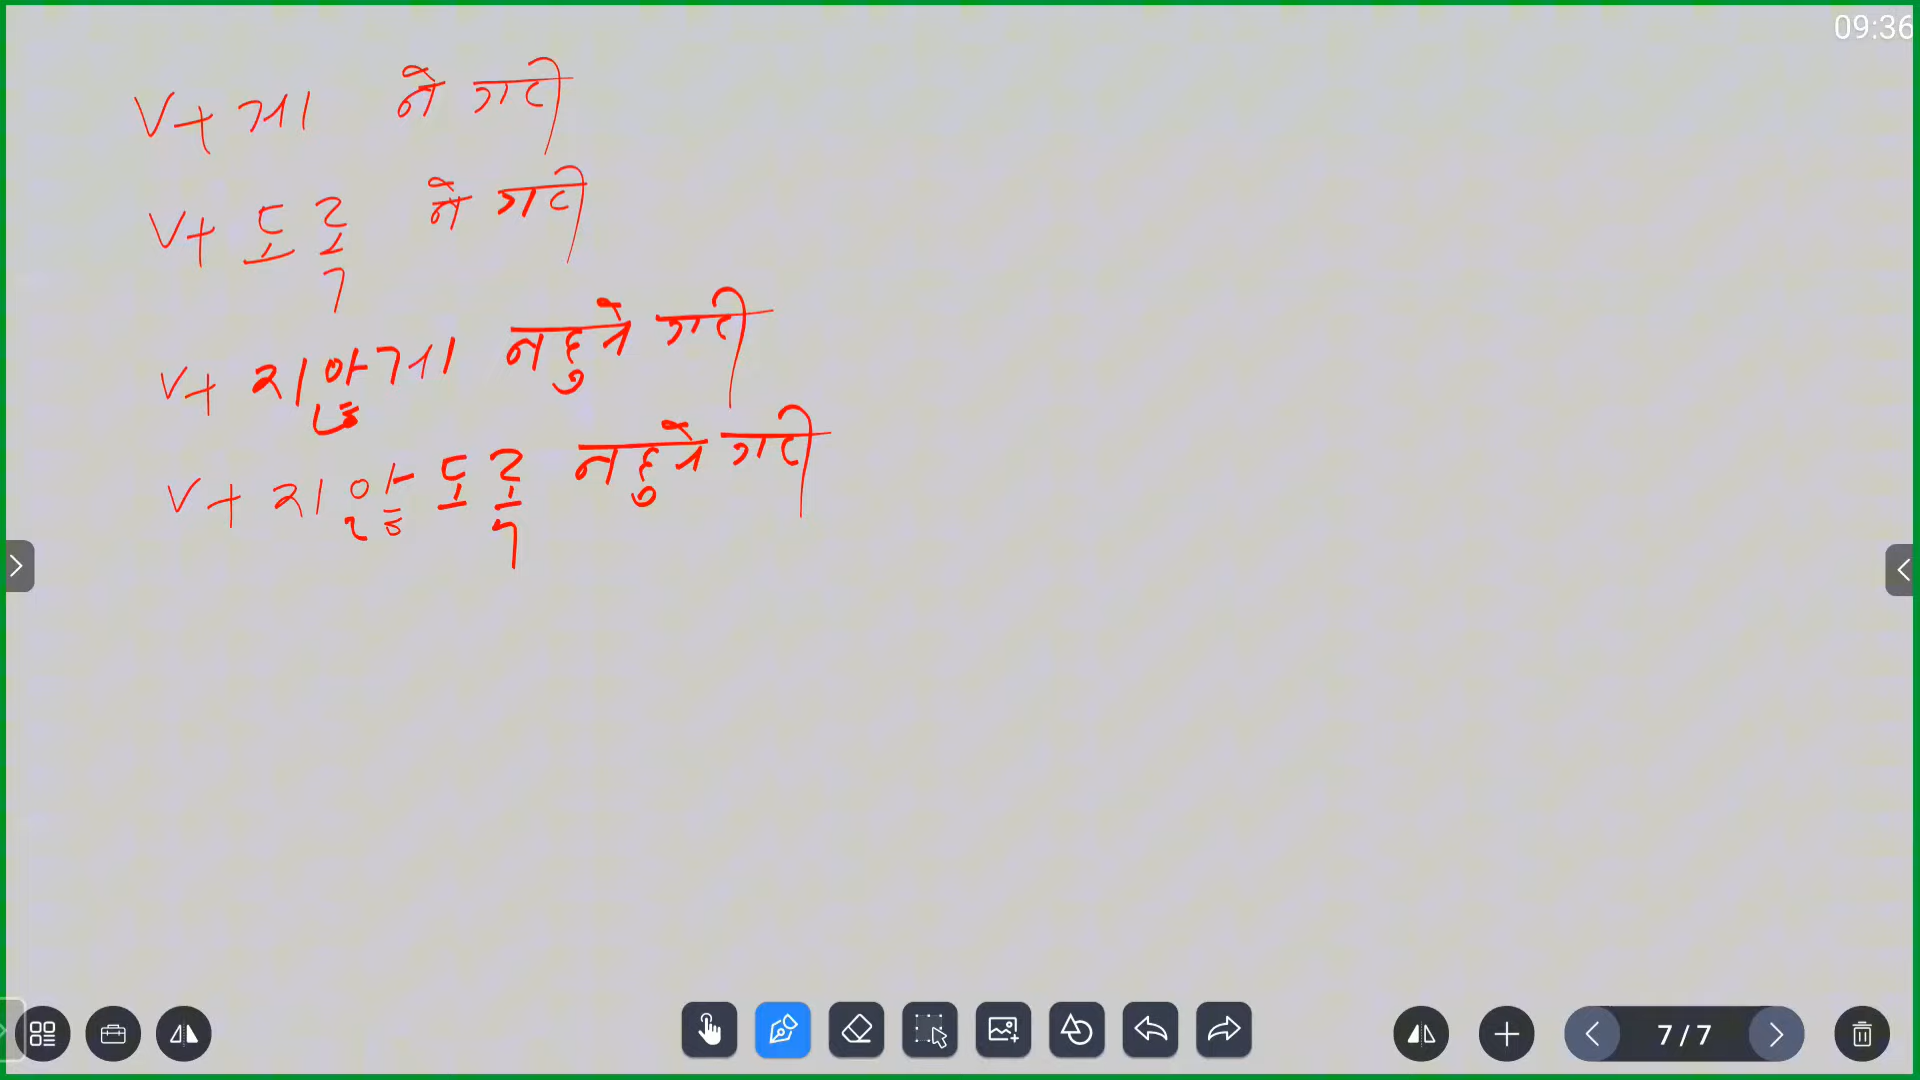 09:36
V+ 게 ने गरी
V+ 도록 ने गरी
V+ 지 않게 नहुने गरी
V+ 지 않도록 नहुने गरी
7 / 7